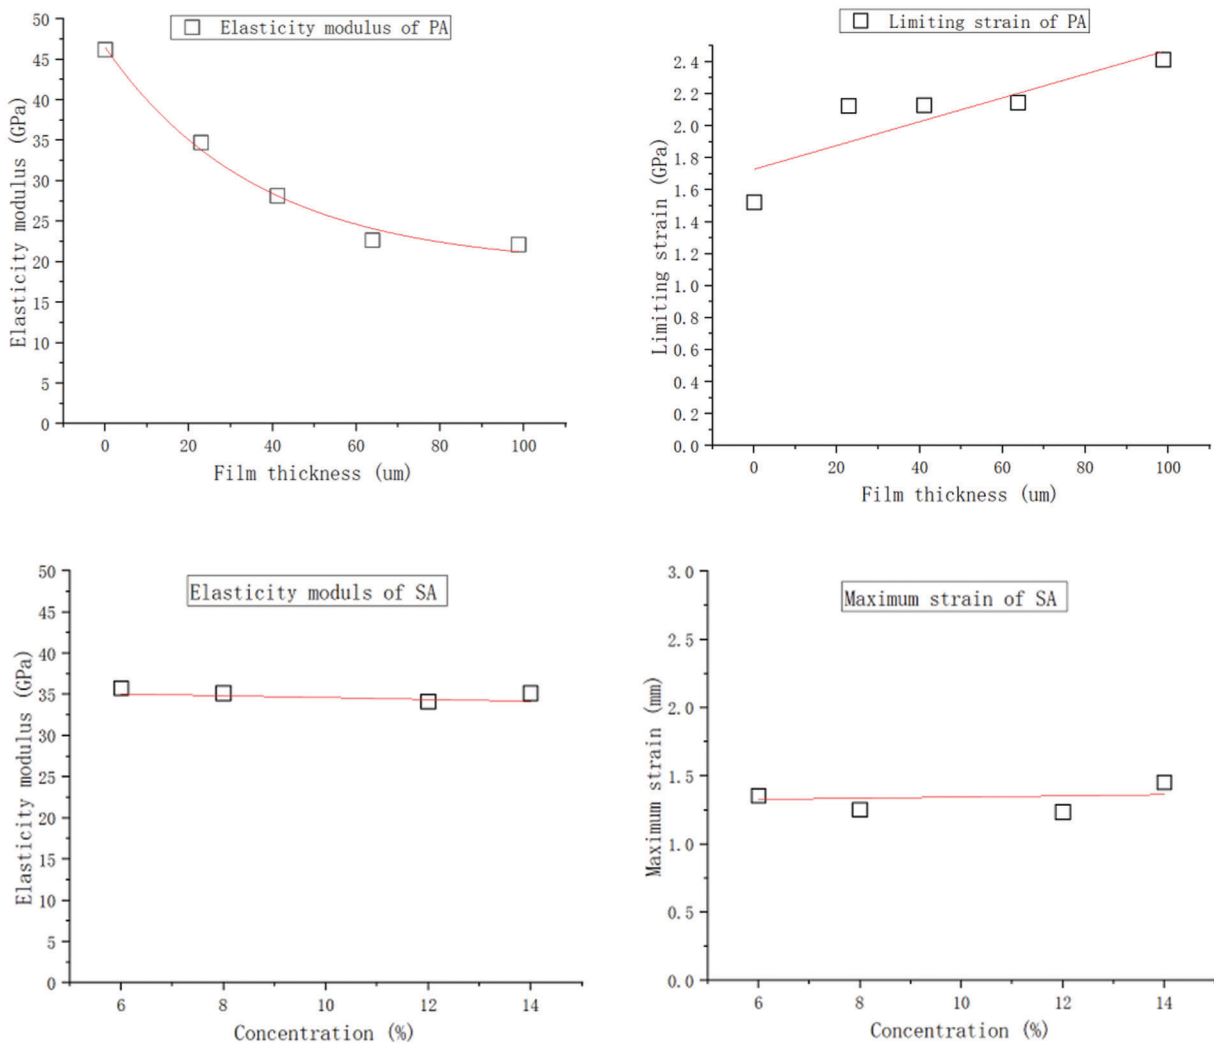 Elasticity modulus of PA
50
45
40
35
30
25
20
15
10
5
0
Elasticity modulus (GPa)
0 20 40 60 80 100
Film thickness (um)
Limiting strain of PA
2.4
2.2
2.0
1.8
1.6
1.4
1.2
1.0
0.8
0.6
0.4
0.2
0.0
Limiting strain (GPa)
0 20 40 60 80 100
Film thickness (um)
Elasticity moduls of SA
50
45
40
35
30
25
20
15
10
5
0
Elasticity modulus (GPa)
6 8 10 12 14
Concentration (%)
Maximum strain of SA
3.0
2.5
2.0
1.5
1.0
0.5
0.0
Maximum strain (mm)
6 8 10 12 14
Concentration (%)